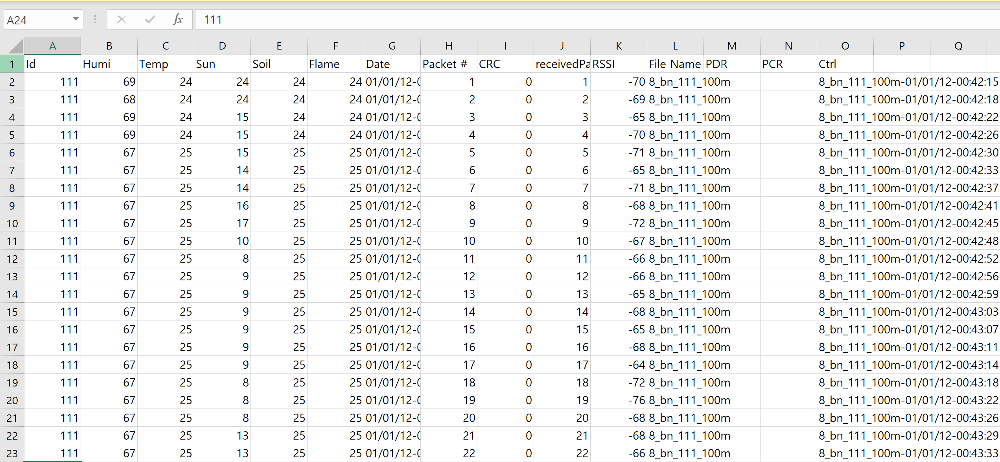 A24 fx 111
A B C D E F G H I J K L M N O P Q
1 Id Humi Temp Sun Soil Flame Date Packet # CRC receivedPa RSSI File Name PDR PCR Ctrl
2 111 69 24 24 24 24 01/01/12-0 1 0 1 -70 8_bn_111_100m 8_bn_111_100m-01/01/12-00:42:15
3 111 68 24 24 24 24 01/01/12-0 2 0 2 -69 8_bn_111_100m 8_bn_111_100m-01/01/12-00:42:18
4 111 69 24 15 24 24 01/01/12-0 3 0 3 -65 8_bn_111_100m 8_bn_111_100m-01/01/12-00:42:22
5 111 69 24 15 24 24 01/01/12-0 4 0 4 -70 8_bn_111_100m 8_bn_111_100m-01/01/12-00:42:26
6 111 67 25 15 25 25 01/01/12-0 5 0 5 -71 8_bn_111_100m 8_bn_111_100m-01/01/12-00:42:30
7 111 67 25 14 25 25 01/01/12-0 6 0 6 -65 8_bn_111_100m 8_bn_111_100m-01/01/12-00:42:33
8 111 67 25 14 25 25 01/01/12-0 7 0 7 -71 8_bn_111_100m 8_bn_111_100m-01/01/12-00:42:37
9 111 67 25 16 25 25 01/01/12-0 8 0 8 -68 8_bn_111_100m 8_bn_111_100m-01/01/12-00:42:41
10 111 67 25 17 25 25 01/01/12-0 9 0 9 -72 8_bn_111_100m 8_bn_111_100m-01/01/12-00:42:45
11 111 67 25 10 25 25 01/01/12-0 10 0 10 -67 8_bn_111_100m 8_bn_111_100m-01/01/12-00:42:48
12 111 67 25 8 25 25 01/01/12-0 11 0 11 -66 8_bn_111_100m 8_bn_111_100m-01/01/12-00:42:52
13 111 67 25 9 25 25 01/01/12-0 12 0 12 -66 8_bn_111_100m 8_bn_111_100m-01/01/12-00:42:56
14 111 67 25 9 25 25 01/01/12-0 13 0 13 -65 8_bn_111_100m 8_bn_111_100m-01/01/12-00:42:59
15 111 67 25 9 25 25 01/01/12-0 14 0 14 -68 8_bn_111_100m 8_bn_111_100m-01/01/12-00:43:03
16 111 67 25 9 25 25 01/01/12-0 15 0 15 -65 8_bn_111_100m 8_bn_111_100m-01/01/12-00:43:07
17 111 67 25 9 25 25 01/01/12-0 16 0 16 -68 8_bn_111_100m 8_bn_111_100m-01/01/12-00:43:11
18 111 67 25 9 25 25 01/01/12-0 17 0 17 -64 8_bn_111_100m 8_bn_111_100m-01/01/12-00:43:14
19 111 67 25 8 25 25 01/01/12-0 18 0 18 -72 8_bn_111_100m 8_bn_111_100m-01/01/12-00:43:18
20 111 67 25 8 25 25 01/01/12-0 19 0 19 -76 8_bn_111_100m 8_bn_111_100m-01/01/12-00:43:22
21 111 67 25 8 25 25 01/01/12-0 20 0 20 -68 8_bn_111_100m 8_bn_111_100m-01/01/12-00:43:26
22 111 67 25 13 25 25 01/01/12-0 21 0 21 -68 8_bn_111_100m 8_bn_111_100m-01/01/12-00:43:29
23 111 67 25 13 25 25 01/01/12-0 22 0 22 -66 8_bn_111_100m 8_bn_111_100m-01/01/12-00:43:33